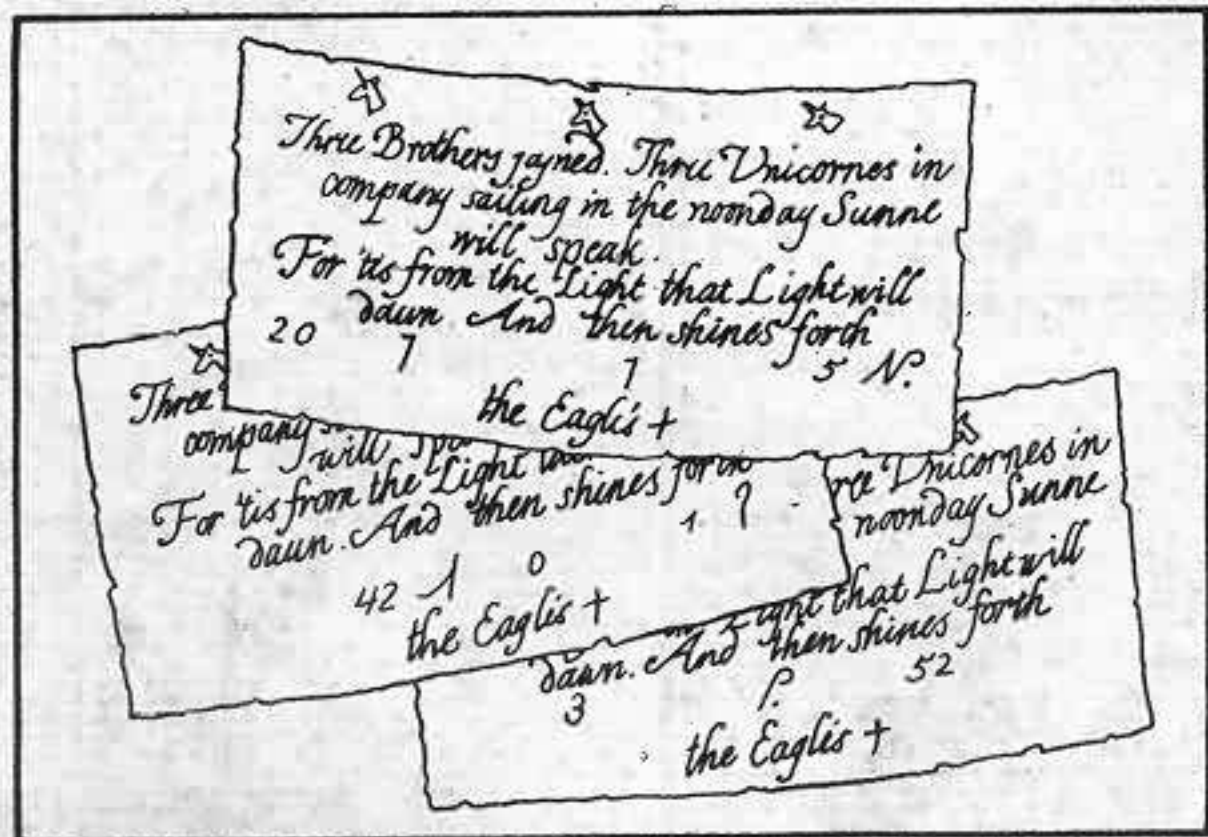 Three Brothers joyned. Three Unicornes in
company sailing in the noonday Sunne
will speak.
For 'tis from the Light that Light will
dawn. And then shines forth
20 7 7 5 N.
the Eagle's +
Three
company
will
For 'tis from the Light
dawn. And then shines forth
42 1 0 1. ?
the Eagle's +
Unicornes in
noonday Sunne
that Light will
dawn. And then shines forth
3 52
the Eagle's +